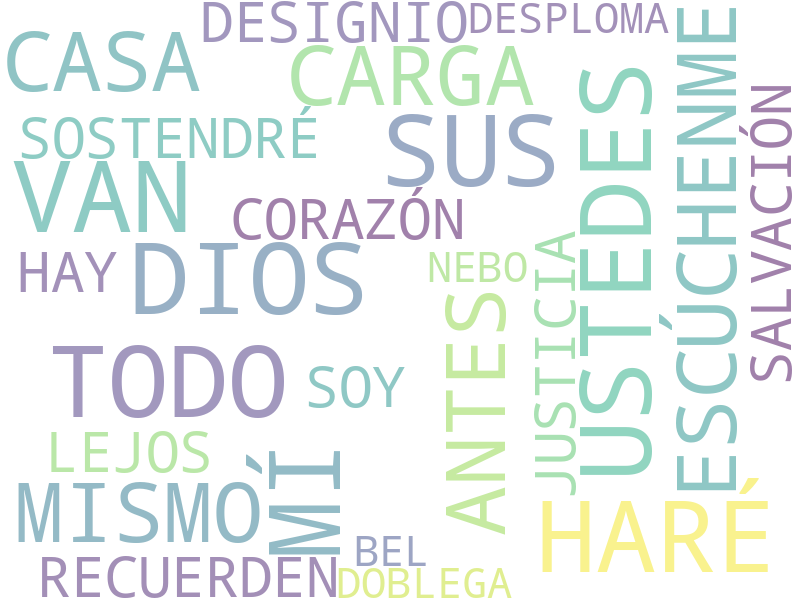 DESIGNIO
DESPLOMA
CASA
CARGA
SOSTENDRÉ
SUS
VAN
CORAZÓN
HAY
DIOS
NEBO
USTEDES
ESCÚCHENME
SALVACIÓN
JUSTICIA
ANTES
TODO
SOY
LEJOS
MISMO
MÍ
HARÉ
BEL
RECUERDEN
DOBLEGA